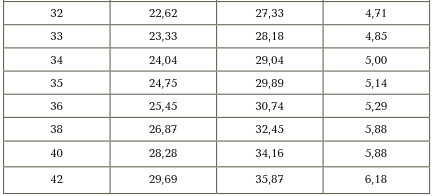 32 22,62 27,33 4,71
33 23,33 28,18 4,85
34 24,04 29,04 5,00
35 24,75 29,89 5,14
36 25,45 30,74 5,29
38 26,87 32,45 5,88
40 28,28 34,16 5,88
42 29,69 35,87 6,18